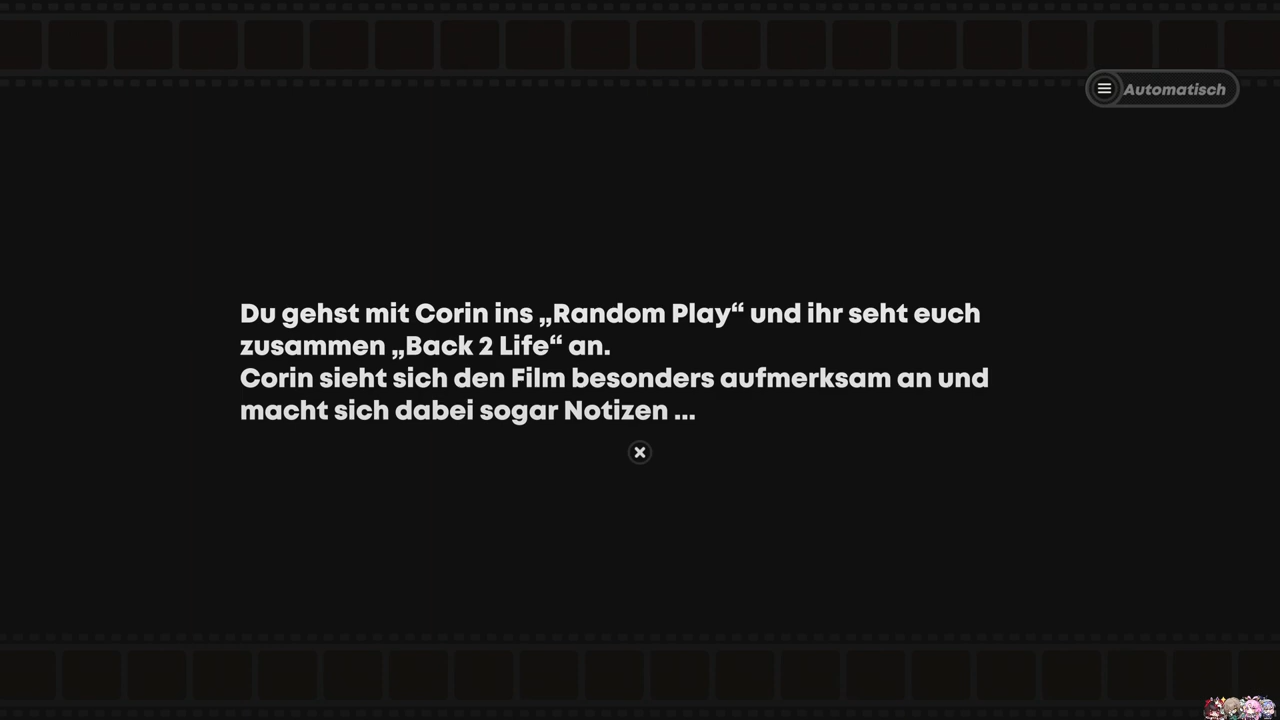 Automatisch
Du gehst mit Corin ins „Random Play“ und ihr seht euch
zusammen „Back 2 Life“ an.
Corin sieht sich den Film besonders aufmerksam an und
macht sich dabei sogar Notizen ...